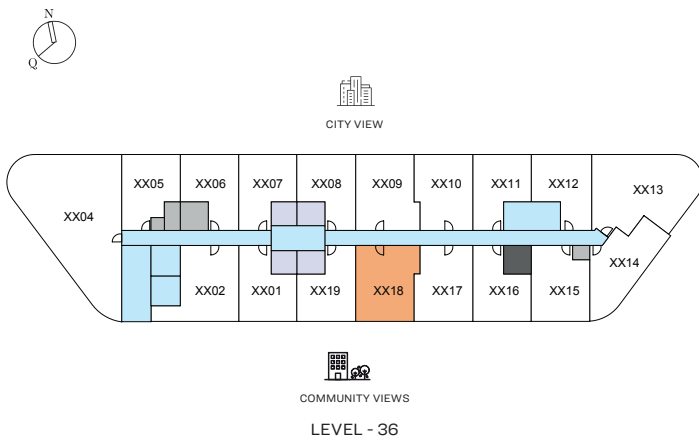 N
Q
CITY VIEW
XX05 XX06 XX07 XX08 XX09 XX10 XX11 XX12 XX13
XX04
XX14
XX02 XX01 XX19 XX18 XX17 XX16 XX15
COMMUNITY VIEWS
LEVEL - 36